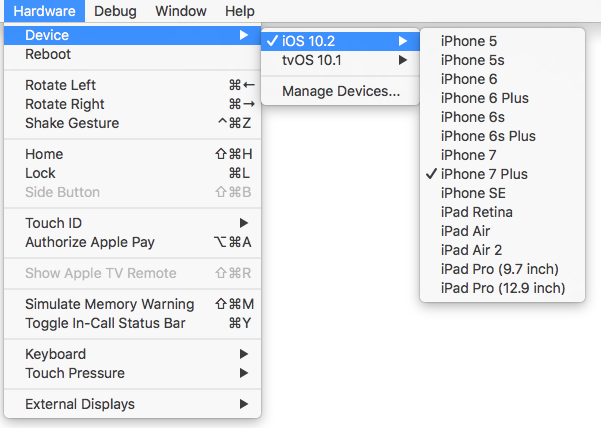 Hardware Debug Window Help
Device ▶
Reboot
Rotate Left ⌘←
Rotate Right ⌘→
Shake Gesture ^⌘Z
Home ⇧⌘H
Lock ⌘L
Side Button ⇧⌘B
Touch ID ▶
Authorize Apple Pay ⌥⌘A
Show Apple TV Remote ⇧⌘R
Simulate Memory Warning ⇧⌘M
Toggle In-Call Status Bar ⌘Y
Keyboard ▶
Touch Pressure ▶
External Displays ▶
✓ iOS 10.2 ▶
tvOS 10.1 ▶
Manage Devices...
iPhone 5
iPhone 5s
iPhone 6
iPhone 6 Plus
iPhone 6s
iPhone 6s Plus
iPhone 7
✓ iPhone 7 Plus
iPhone SE
iPad Retina
iPad Air
iPad Air 2
iPad Pro (9.7 inch)
iPad Pro (12.9 inch)